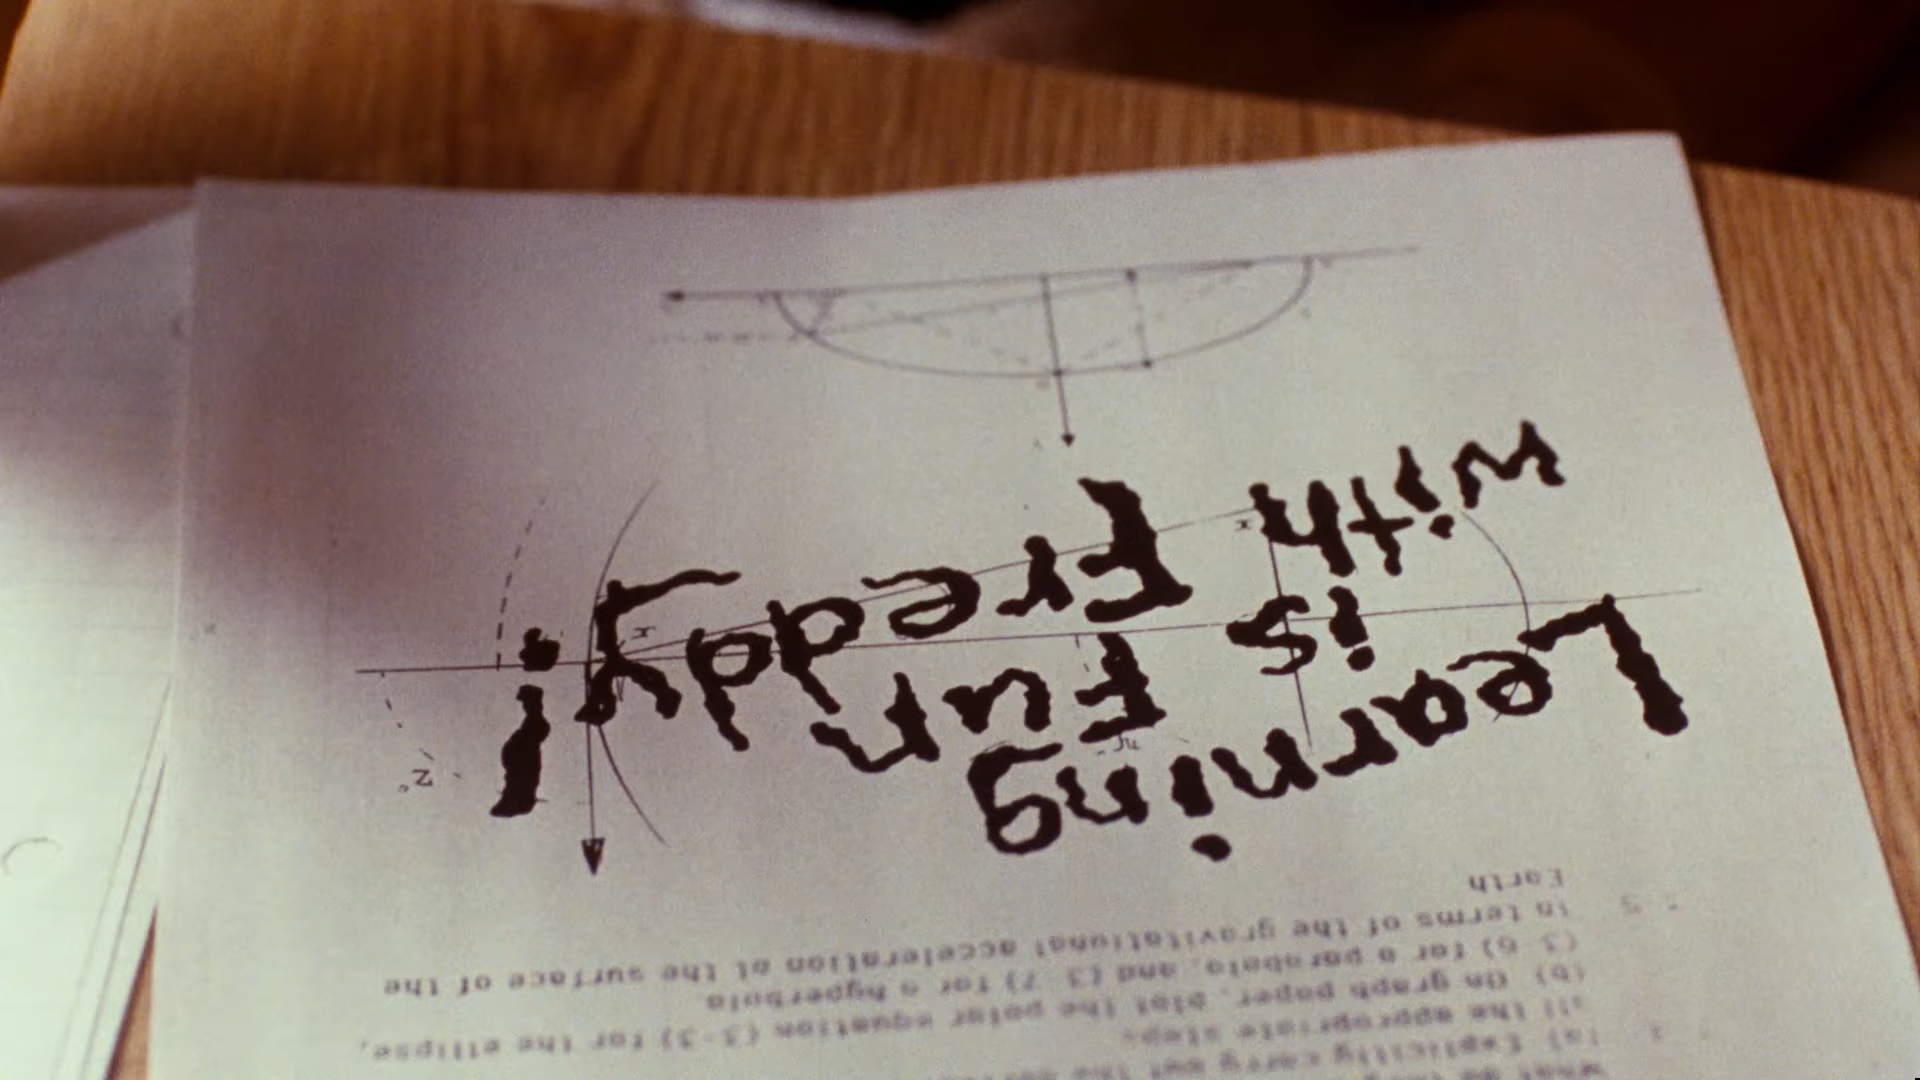 (a) Explicitly carry out the
all the appropriate steps.
(b) On graph paper, plot the polar equation for the ellipse,
(3-6) for a parabola, and (3-7) for a hyperbola
in terms of the gravitational acceleration at the surface of the
Earth
Learning
is Fun
with Freddy!